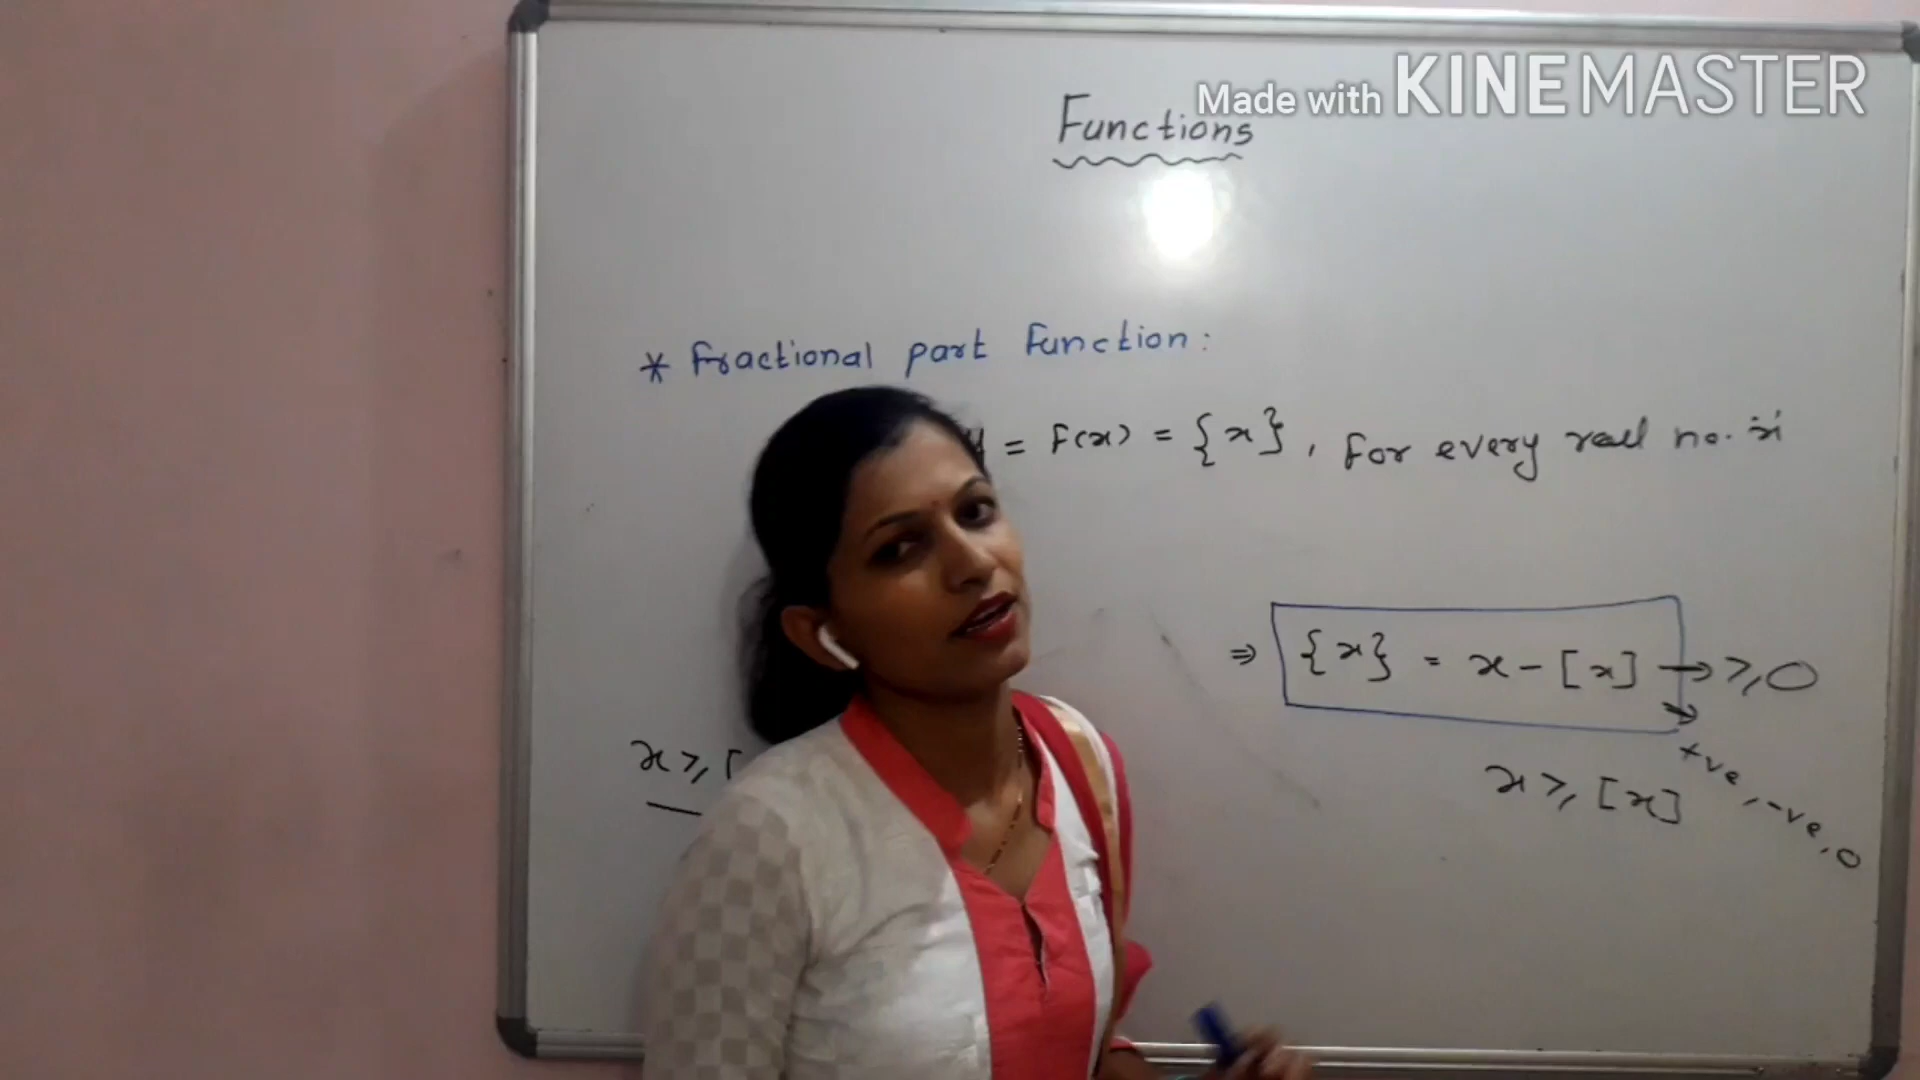 Made with KINEMASTER
Functions
* Fractional part Function:
y = F(x) = {x}, For every real no. 'x'
⇒ {x} = x - [x] → ≥,0
→ +ve, -ve, 0
x ≥, [
x ≥, [x]